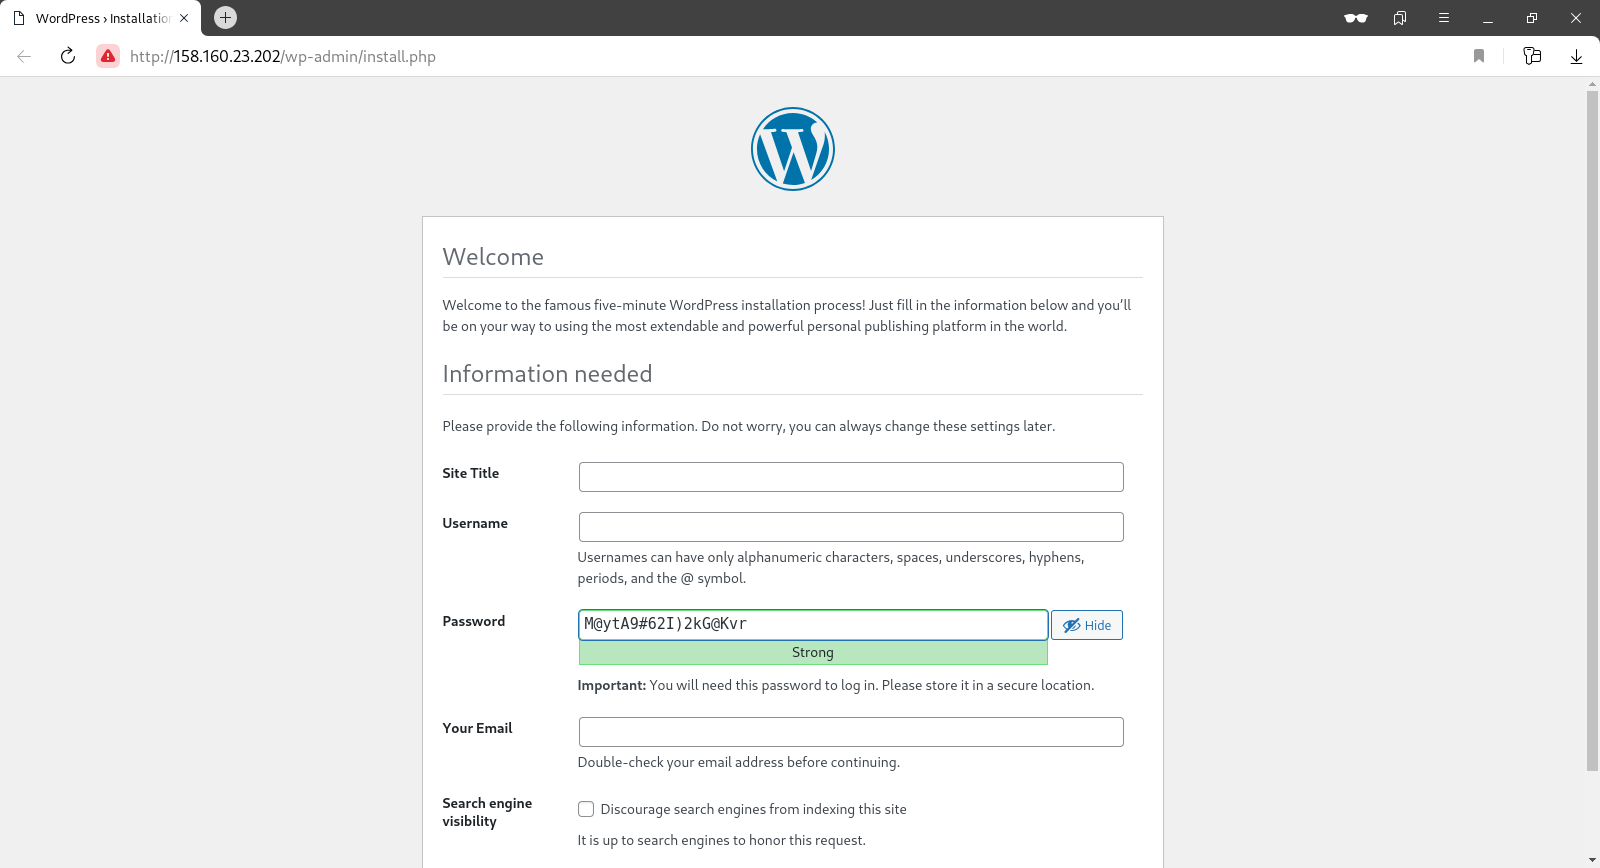 WordPress › Installatio
http://158.160.23.202/wp-admin/install.php
Welcome
Welcome to the famous five-minute WordPress installation process! Just fill in the information below and you’ll
be on your way to using the most extendable and powerful personal publishing platform in the world.
Information needed
Please provide the following information. Do not worry, you can always change these settings later.
Site Title
Username
Usernames can have only alphanumeric characters, spaces, underscores, hyphens,
periods, and the @ symbol.
Password
M@ytA9#62I)2kG@Kvr
Hide
Strong
Important: You will need this password to log in. Please store it in a secure location.
Your Email
Double-check your email address before continuing.
Search engine
visibility
Discourage search engines from indexing this site
It is up to search engines to honor this request.